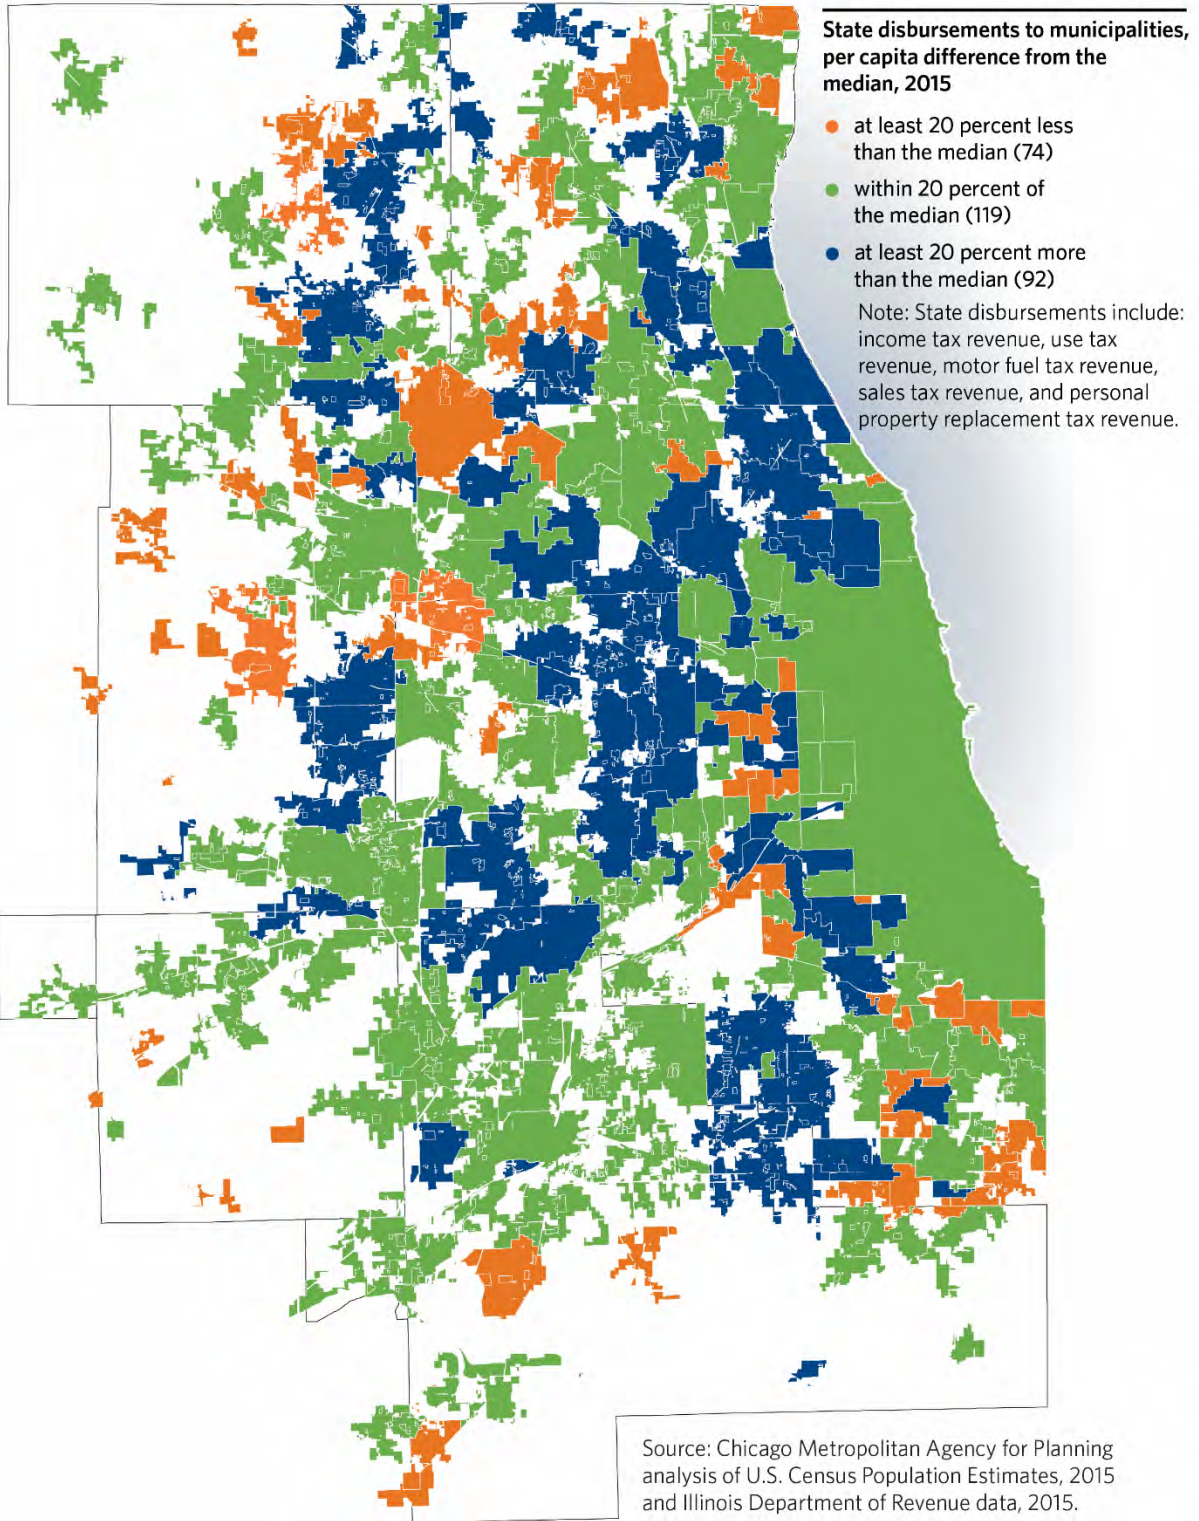 State disbursements to municipalities,
per capita difference from the
median, 2015
at least 20 percent less
than the median (74)
within 20 percent of
the median (119)
at least 20 percent more
than the median (92)
Note: State disbursements include:
income tax revenue, use tax
revenue, motor fuel tax revenue,
sales tax revenue, and personal
property replacement tax revenue.
Source: Chicago Metropolitan Agency for Planning
analysis of U.S. Census Population Estimates, 2015
and Illinois Department of Revenue data, 2015.